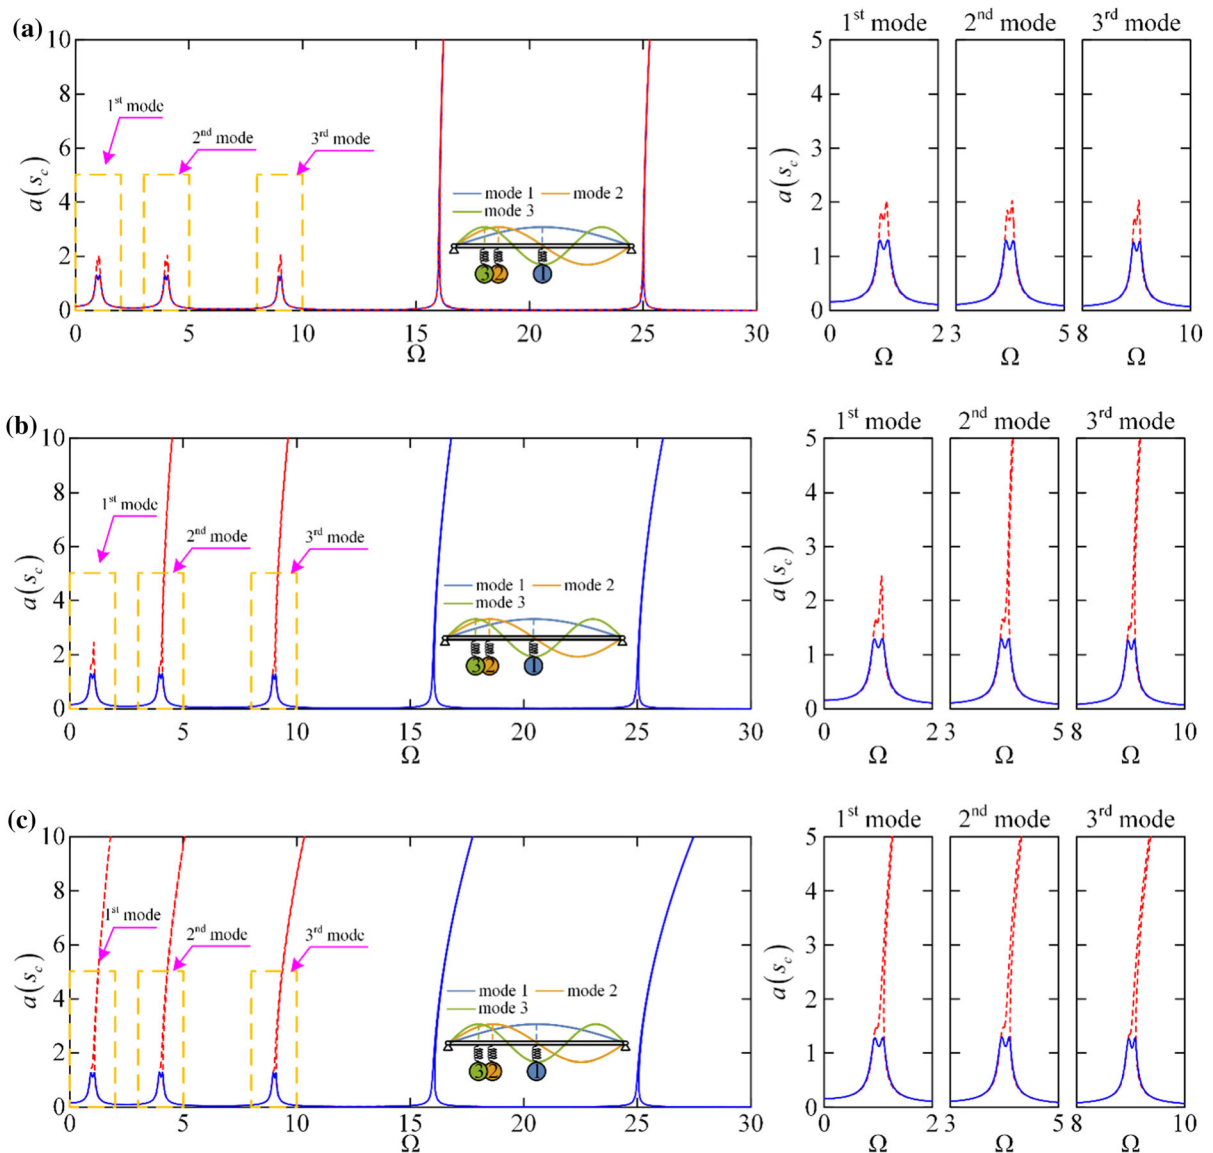 (a)
1st mode
2nd mode
3rd mode
a(s_c)
10
8
6
4
2
0
0 5 10 15 20 25 30
Ω
1st mode
2nd mode
3rd mode
mode 1
mode 2
mode 3
3 2 1
a(s_c)
5
4
3
2
1
0
0 2 3 5 8 10
Ω Ω Ω
(b)
1st mode
2nd mode
3rd mode
a(s_c)
10
8
6
4
2
0
0 5 10 15 20 25 30
Ω
1st mode
2nd mode
3rd mode
mode 1
mode 2
mode 3
3 2 1
a(s_c)
5
4
3
2
1
0
0 2 3 5 8 10
Ω Ω Ω
(c)
1st mode
2nd mode
3rd mode
a(s_c)
10
8
6
4
2
0
0 5 10 15 20 25 30
Ω
1st mode
2nd mode
3rd mode
mode 1
mode 2
mode 3
3 2 1
a(s_c)
5
4
3
2
1
0
0 2 3 5 8 10
Ω Ω Ω